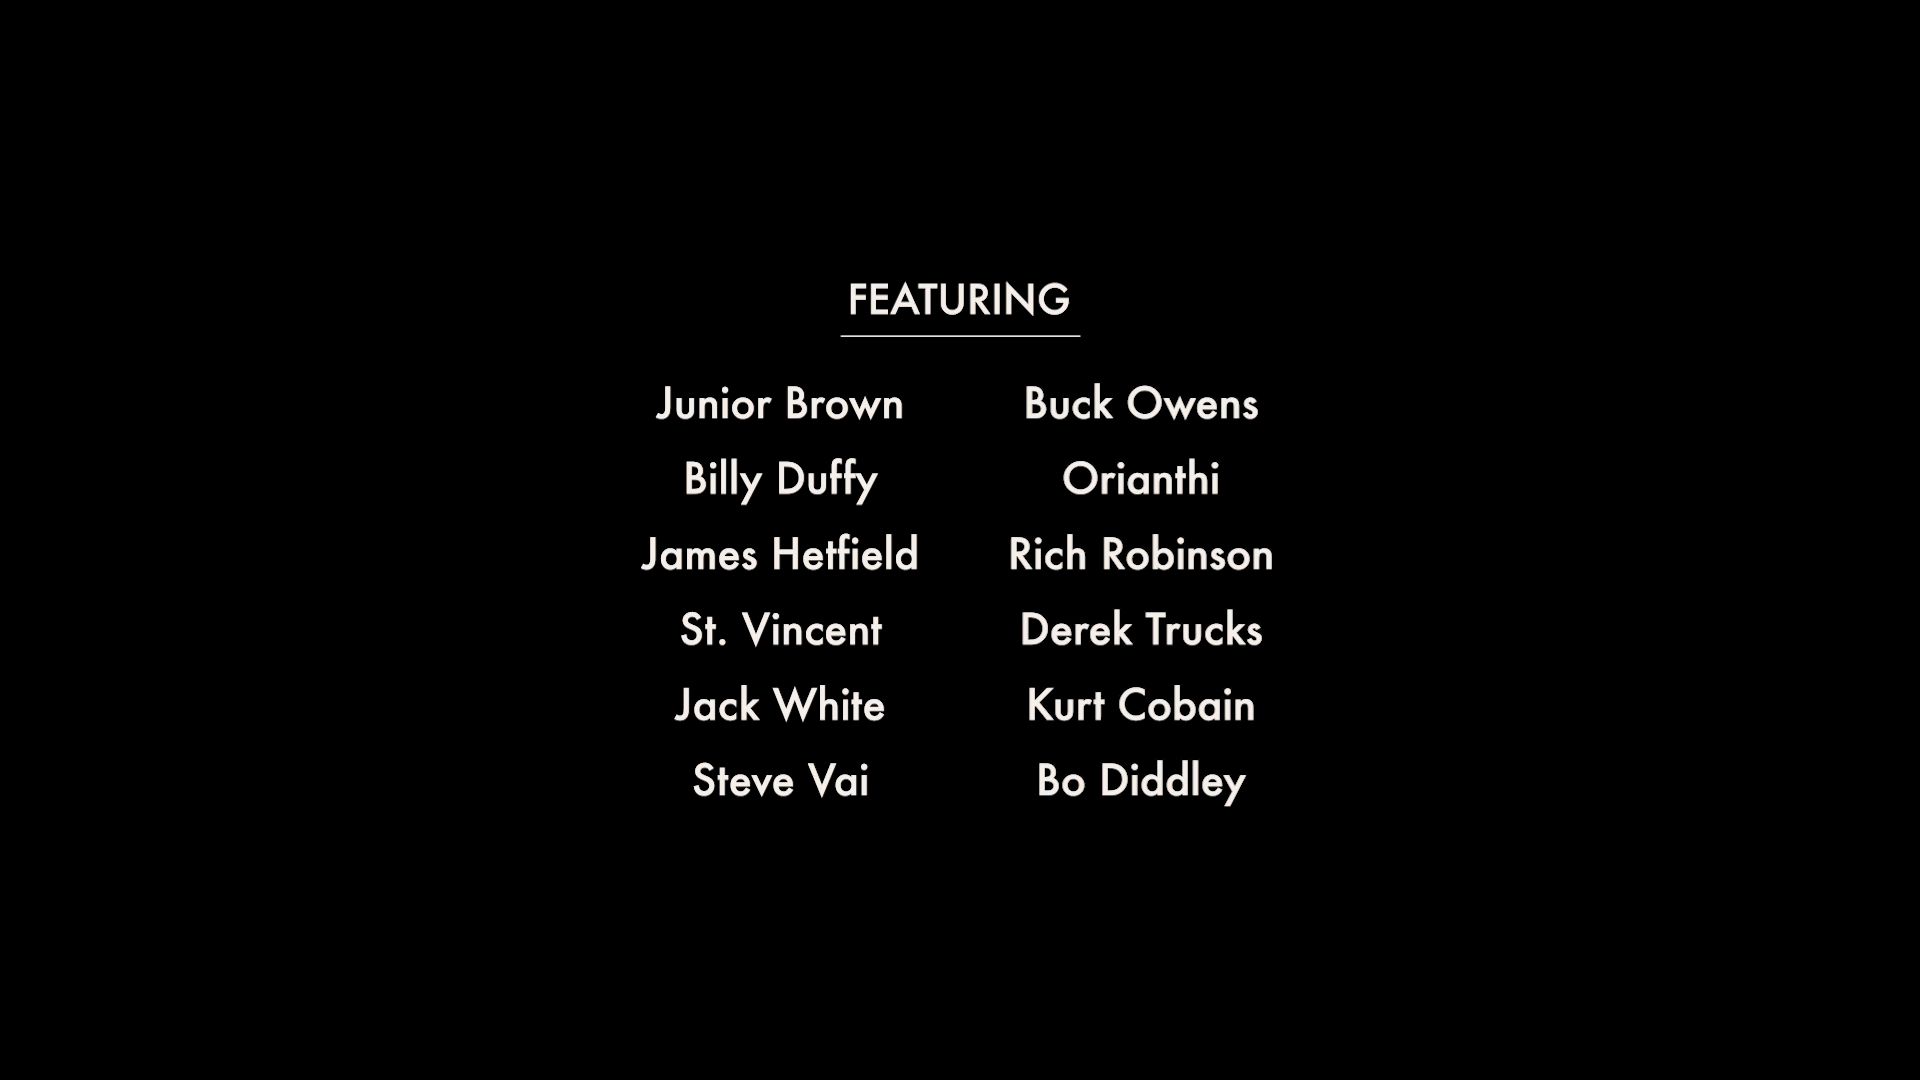 FEATURING
Junior Brown Buck Owens
Billy Duffy Orianthi
James Hetfield Rich Robinson
St. Vincent Derek Trucks
Jack White Kurt Cobain
Steve Vai Bo Diddley